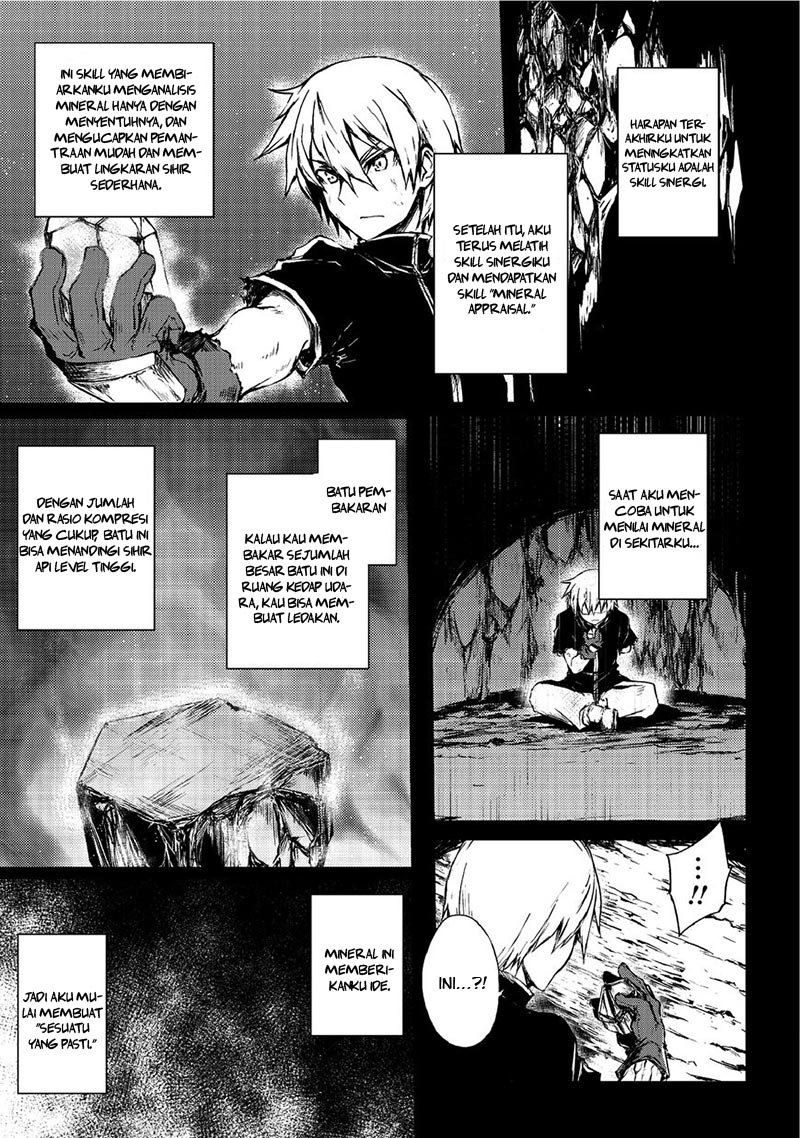 HARAPAN TER-
AKHIRKU UNTUK
MENINGKATKAN
STATUSKU ADALAH
SKILL SINERGI.
SETELAH ITU, AKU
TERUS MELATIH
SKILL SINERGIKU
DAN MENDAPATKAN
SKILL "MINERAL
APPRAISAL."
INI SKILL YANG MEMBI-
ARKANKU MENGANALISIS
MINERAL HANYA DENGAN
MENYENTUHNYA, DAN
MENGUCAPKAN PEMAN-
TRAAN MUDAH DAN MEM-
BUAT LINGKARAN SIHIR
SEDERHANA.
SAAT AKU MEN-
COBA UNTUK
MENILAI MINERAL
DI SEKITARKU...
...!!
INI...?!
BATU PEM-
BAKARAN
KALAU KAU MEM-
BAKAR SEJUMLAH
BESAR BATU INI DI
RUANG KEDAP UDA-
RA, KAU BISA MEM-
BUAT LEDAKAN.
DENGAN JUMLAH
DAN RASIO KOMPRESI
YANG CUKUP, BATU INI
BISA MENANDINGI SIHIR
API LEVEL TINGGI.
MINERAL INI
MEMBERI-
KANKU IDE.
JADI AKU MU-
LAI MEMBUAT
"SESUATU
YANG PASTI."